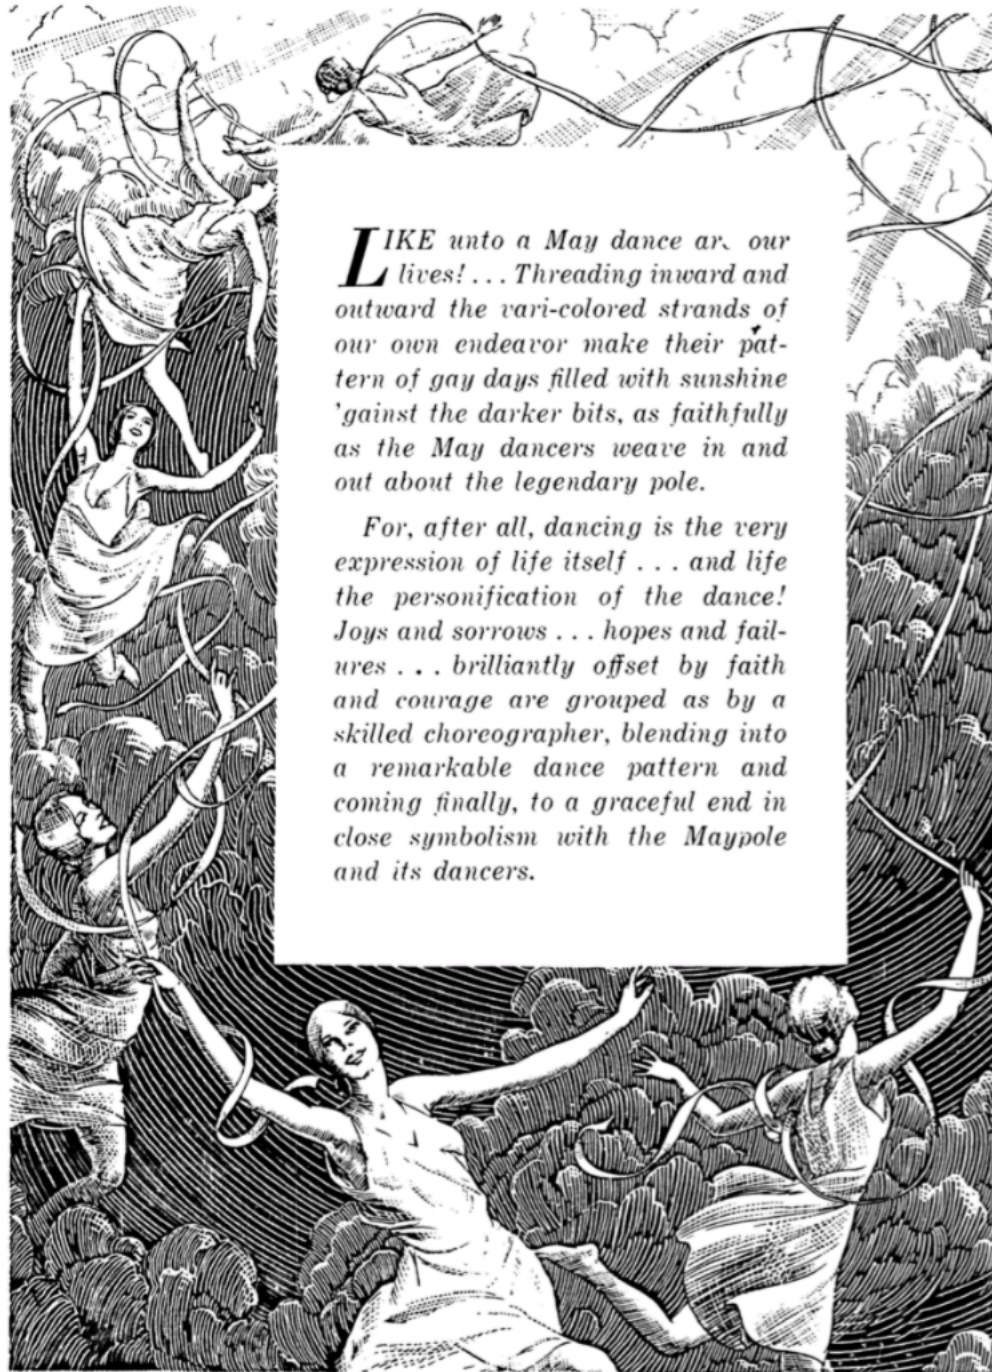 LIKE unto a May dance are our
lives! . . . Threading inward and
outward the vari-colored strands of
our own endeavor make their pat-
tern of gay days filled with sunshine
'gainst the darker bits, as faithfully
as the May dancers weave in and
out about the legendary pole.
For, after all, dancing is the very
expression of life itself . . . and life
the personification of the dance!
Joys and sorrows . . . hopes and fail-
ures . . . brilliantly offset by faith
and courage are grouped as by a
skilled choreographer, blending into
a remarkable dance pattern and
coming finally, to a graceful end in
close symbolism with the Maypole
and its dancers.